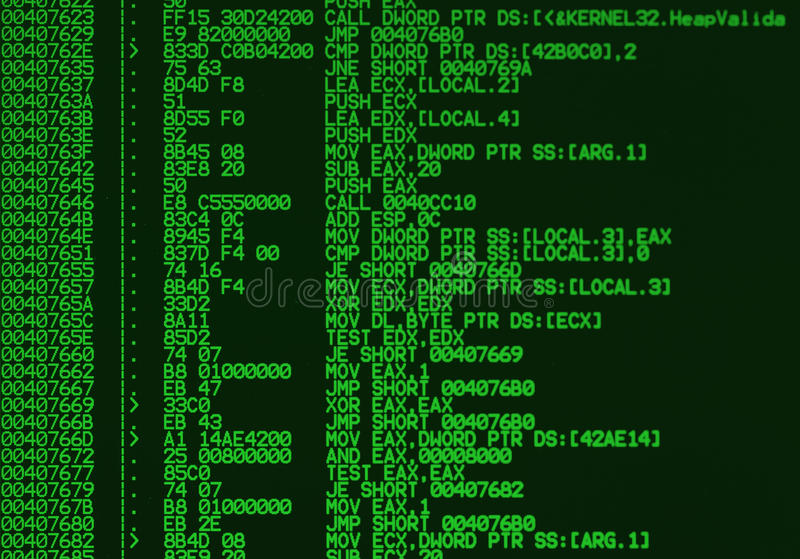 00407622 |. 50 PUSH EAX
00407623 |. FF15 30D24200 CALL DWORD PTR DS:[<&KERNEL32.HeapValida
00407629 |. E9 82000000 JMP 004076B0
0040762E |> 833D C0B04200 CMP DWORD PTR DS:[42B0C0],2
00407635 |. 75 63 JNE SHORT 0040769A
00407637 |. 8D4D F8 LEA ECX,[LOCAL.2]
0040763A |. 51 PUSH ECX
0040763B |. 8D55 F0 LEA EDX,[LOCAL.4]
0040763E |. 52 PUSH EDX
0040763F |. 8B45 08 MOV EAX,DWORD PTR SS:[ARG.1]
00407642 |. 83E8 20 SUB EAX,20
00407645 |. 50 PUSH EAX
00407646 |. E8 C5550000 CALL 0040CC10
0040764B |. 83C4 0C ADD ESP,0C
0040764E |. 8945 F4 MOV DWORD PTR SS:[LOCAL.3],EAX
00407651 |. 837D F4 00 CMP DWORD PTR SS:[LOCAL.3],0
00407655 |. 74 16 JE SHORT 0040766D
00407657 |. 8B4D F4 MOV ECX,DWORD PTR SS:[LOCAL.3]
0040765A |. 33D2 XOR EDX,EDX
0040765C |. 8A11 MOV DL,BYTE PTR DS:[ECX]
0040765E |. 85D2 TEST EDX,EDX
00407660 |. 74 07 JE SHORT 00407669
00407662 |. B8 01000000 MOV EAX,1
00407667 |. EB 47 JMP SHORT 004076B0
00407669 |> 33C0 XOR EAX,EAX
0040766B |. EB 43 JMP SHORT 004076B0
0040766D |> A1 14AE4200 MOV EAX,DWORD PTR DS:[42AE14]
00407672 |. 25 00800000 AND EAX,00008000
00407677 |. 85C0 TEST EAX,EAX
00407679 |. 74 07 JE SHORT 00407682
0040767B |. B8 01000000 MOV EAX,1
00407680 |. EB 2E JMP SHORT 004076B0
00407682 |> 8B4D 08 MOV ECX,DWORD PTR SS:[ARG.1]
00407685 |. 83E9 20 SUB ECX,20
dreamstime